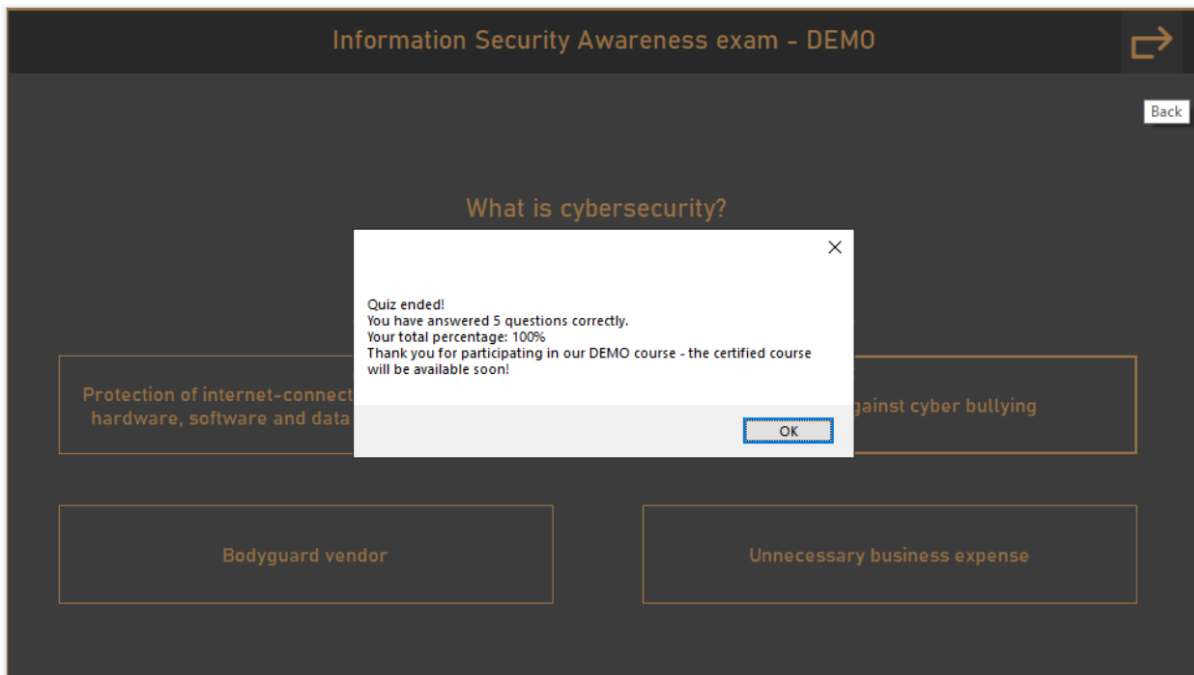 Information Security Awareness exam - DEMO
Back
What is cybersecurity?
Quiz ended!
You have answered 5 questions correctly.
Your total percentage: 100%
Thank you for participating in our DEMO course - the certified course
will be available soon!
OK
Protection of internet-connect
hardware, software and data
gainst cyber bullying
Bodyguard vendor
Unnecessary business expense